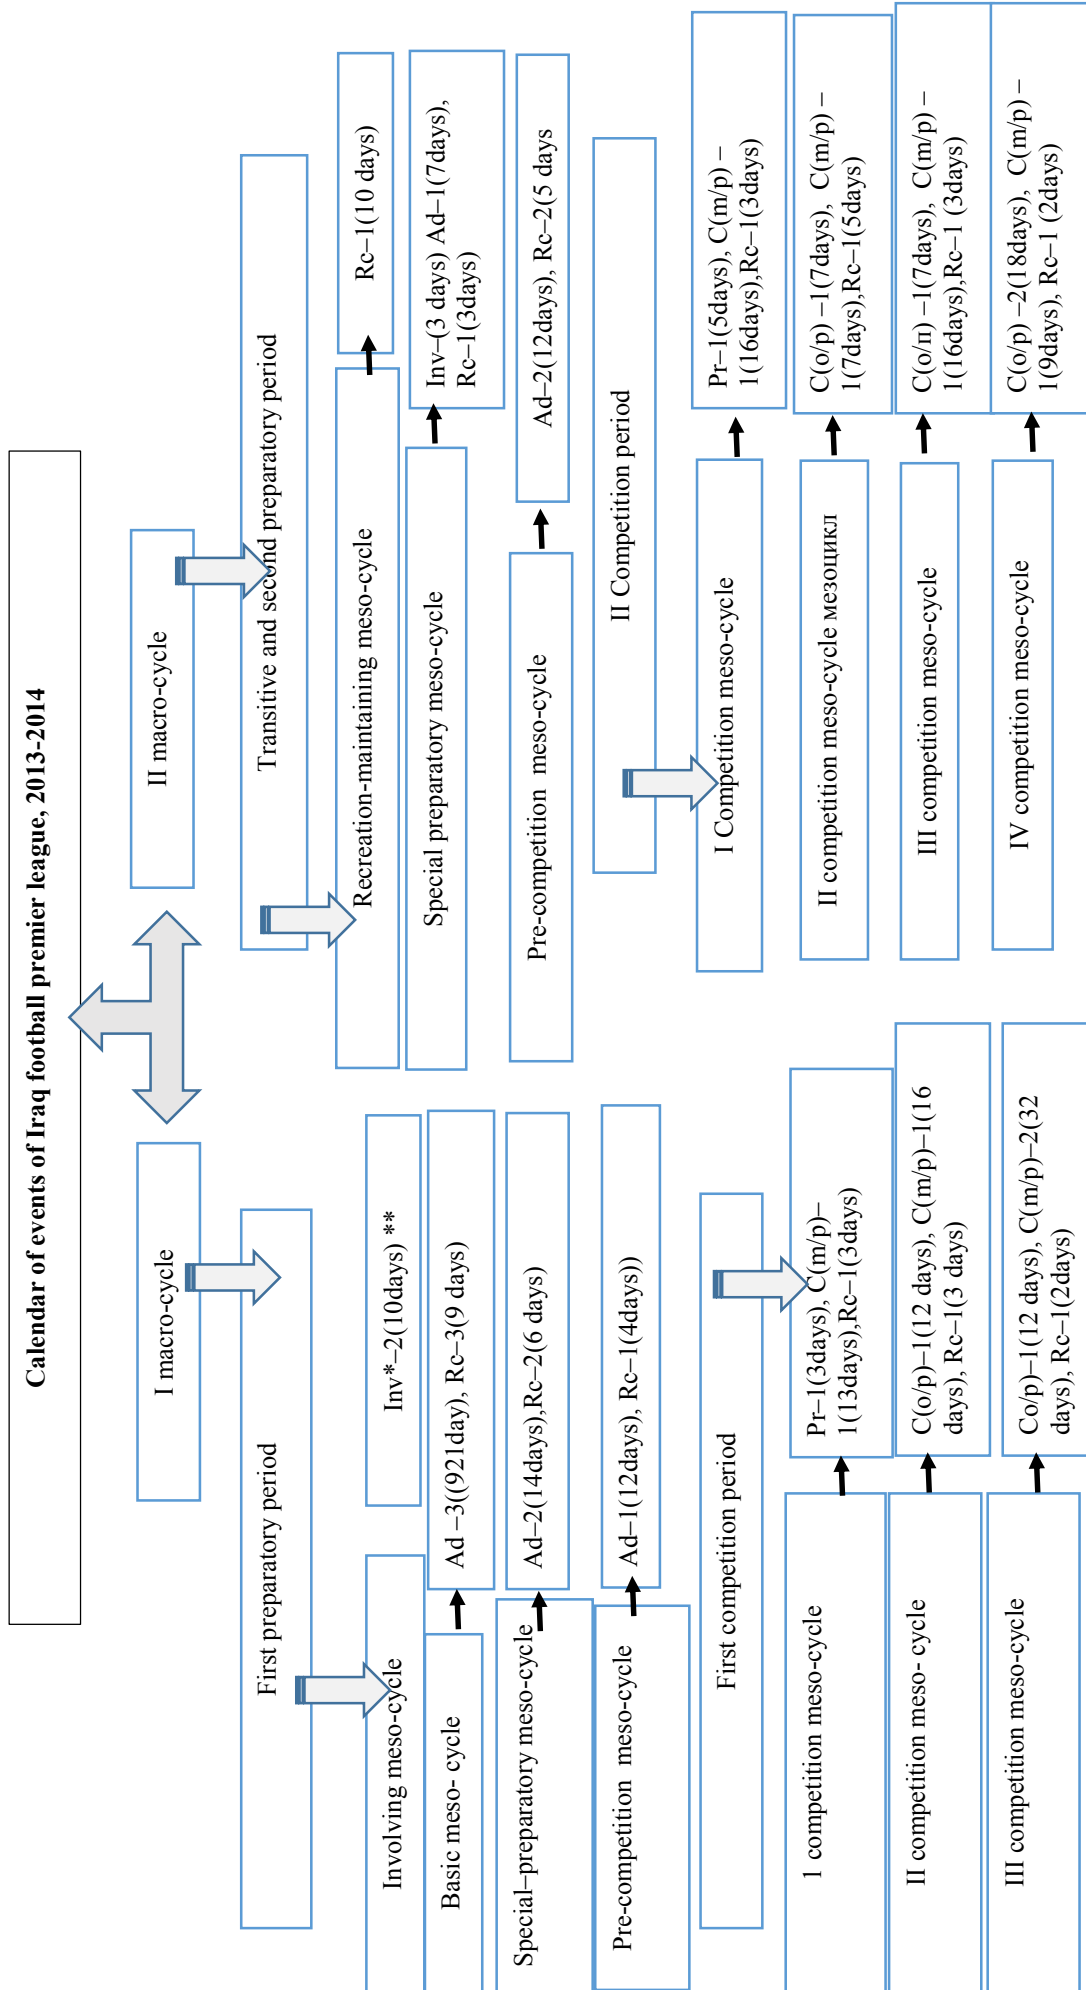 Calendar of events of Iraq football premier league, 2013-2014
I macro-cycle
First preparatory period
Involving meso-cycle
Inv*–2(10days) **
Basic meso- cycle
Ad –3((921day), Rc–3(9 days)
Special–preparatory meso-cycle
Ad–2(14days),Rc–2(6 days)
Pre-competition  meso-cycle
Ad–1(12days), Rc–1(4days))
First competition period
1 competition meso-cycle
Pr–1(3days), C(m/p)–
1(13days),Rc–1(3days)
II competition meso- cycle
C(o/p)–1(12 days), C(m/p)–1(16
days), Rc–1(3 days)
III competition meso-cycle
Co/p)–1(12 days), C(m/p)–2(32
days), Rc–1(2days)
II macro-cycle
Transitive and second preparatory period
Recreation-maintaining meso-cycle
Rc–1(10 days)
Special preparatory meso-cycle
Inv–(3 days) Ad–1(7days),
Rc–1(3days)
Pre-competition  meso-cycle
Ad–2(12days), Rc–2(5 days
II Competition period
I Competition meso-cycle
Pr–1(5days), C(m/p) –
1(16days),Rc–1(3days)
II competition meso-cycle мезоцикл
C(o/p) –1(7days),  C(m/p) –
1(7days),Rc–1(5days)
III competition meso-cycle
C(o/п) –1(7days),  C(m/p) –
1(16days),Rc–1 (3days)
IV competition meso-cycle
C(o/p) –2(18days),  C(m/p) –
1(9days), Rc–1 (2days)